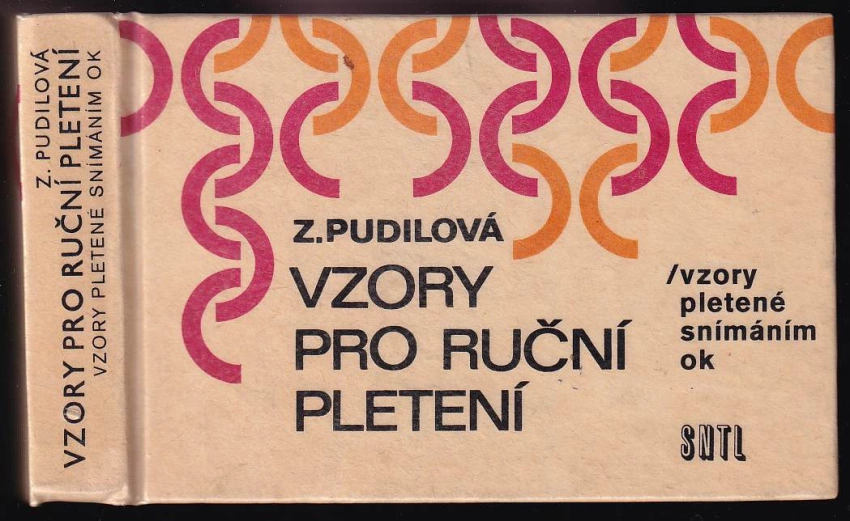 Z. PUDILOVÁ
VZORY PRO RUČNÍ PLETENÍ
VZORY PLETENÉ SNÍMÁNÍM OK
Z. PUDILOVÁ
VZORY
PRO RUČNÍ
PLETENÍ
/vzory
pletené
snímáním
ok
SNTL